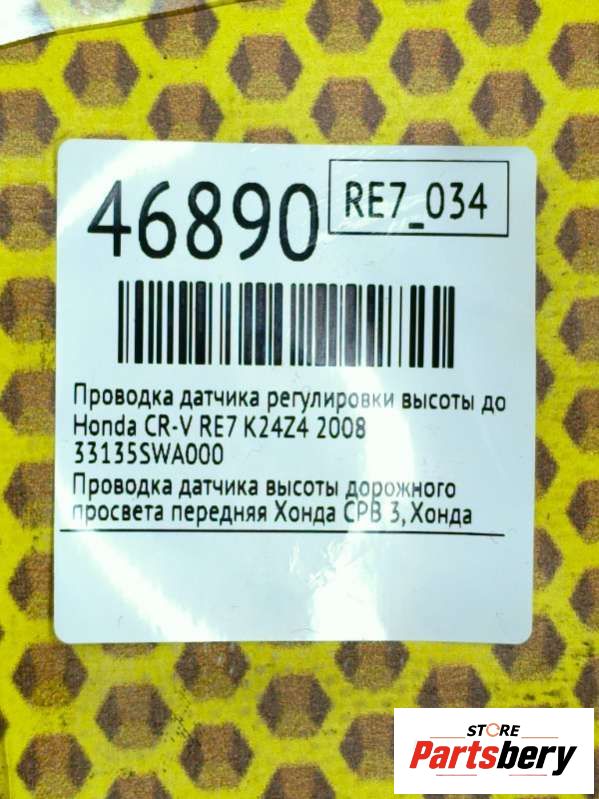 46890
RE7_034
Проводка датчика регулировки высоты до
Honda CR-V RE7 K24Z4 2008
33135SWA000
Проводка датчика высоты дорожного
просвета передняя Хонда СРВ 3, Хонда
STORE
Partsbery